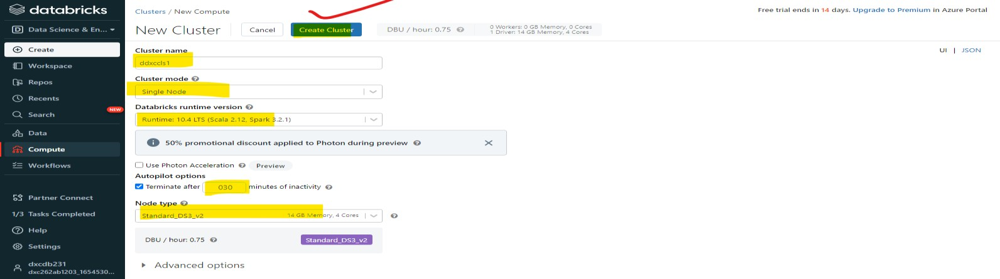 databricks
Data Science & En...
Create
Workspace
Repos
Recents
Search
NEW
Data
Compute
Workflows
Partner Connect
1/3 Tasks Completed
Help
Settings
dxcdb231
dxc262ab1203_1654530...
Clusters / New Compute
Free trial ends in 14 days. Upgrade to Premium in Azure Portal
New Cluster
Cancel
Create Cluster
DBU / hour: 0.75
0 Workers: 0 GB Memory, 0 Cores
1 Driver: 14 GB Memory, 4 Cores
UI | JSON
Cluster name
ddxccls1
Cluster mode
Single Node
Databricks runtime version
Runtime: 10.4 LTS (Scala 2.12, Spark 3.2.1)
50% promotional discount applied to Photon during preview
Use Photon Acceleration Preview
Autopilot options
Terminate after 030 minutes of inactivity
Node type
Standard_DS3_v2 14 GB Memory, 4 Cores
DBU / hour: 0.75 Standard_DS3_v2
Advanced options